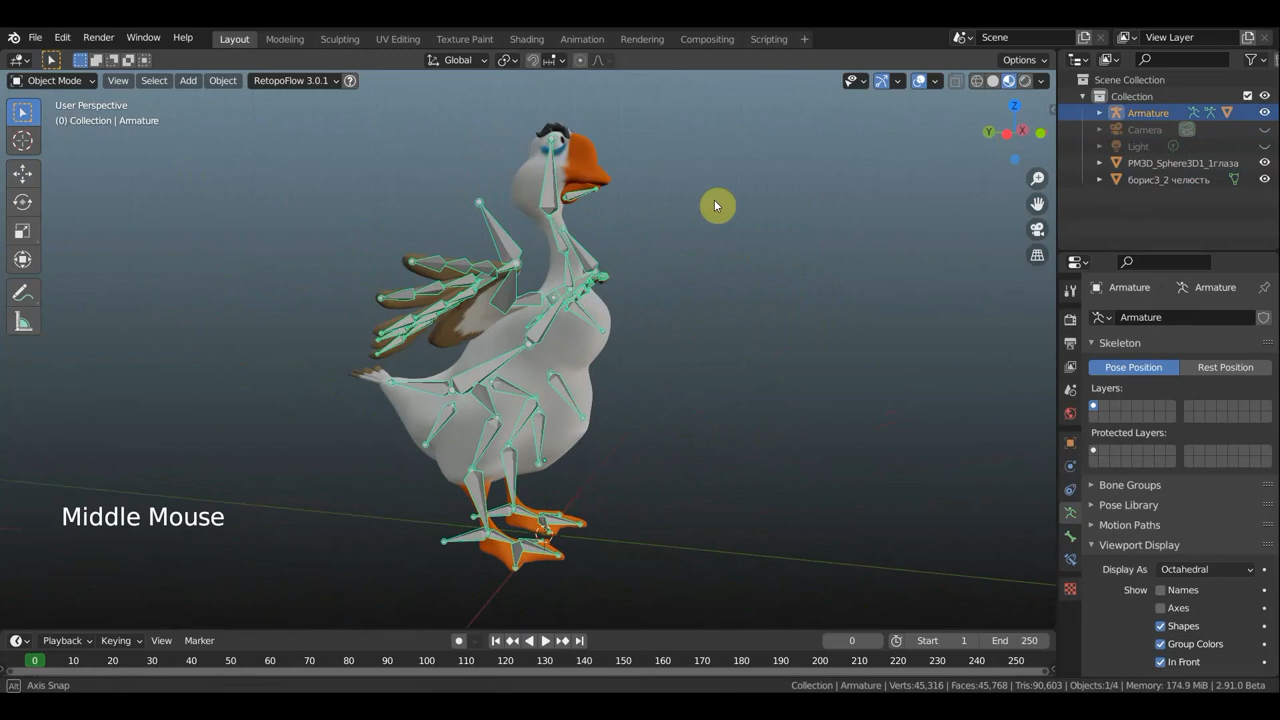 File Edit Render Window Help Layout Modeling Sculpting UV Editing Texture Paint Shading Animation Rendering Compositing Scripting + Scene View Layer
Global Options
Object Mode View Select Add Object RetopoFlow 3.0.1
User Perspective
(0) Collection | Armature
Z
Y X
Scene Collection
Collection
Armature
Camera
Light
PM3D_Sphere3D1_1глаза
борис3_2 челюсть
Armature Armature
Armature
Skeleton
Pose Position Rest Position
Layers:
Protected Layers:
Bone Groups
Pose Library
Motion Paths
Viewport Display
Display As Octahedral
Show Names
Axes
Shapes
Group Colors
In Front
Middle Mouse
Playback Keying View Marker 0 Start 1 End 250
0 10 20 30 40 50 60 70 80 90 100 110 120 130 140 150 160 170 180 190 200 210 220 230 240 250
Alt Axis Snap Collection | Armature | Verts:45,316 | Faces:45,768 | Tris:90,603 | Objects:1/4 | Memory: 174.9 MiB | 2.91.0 Beta